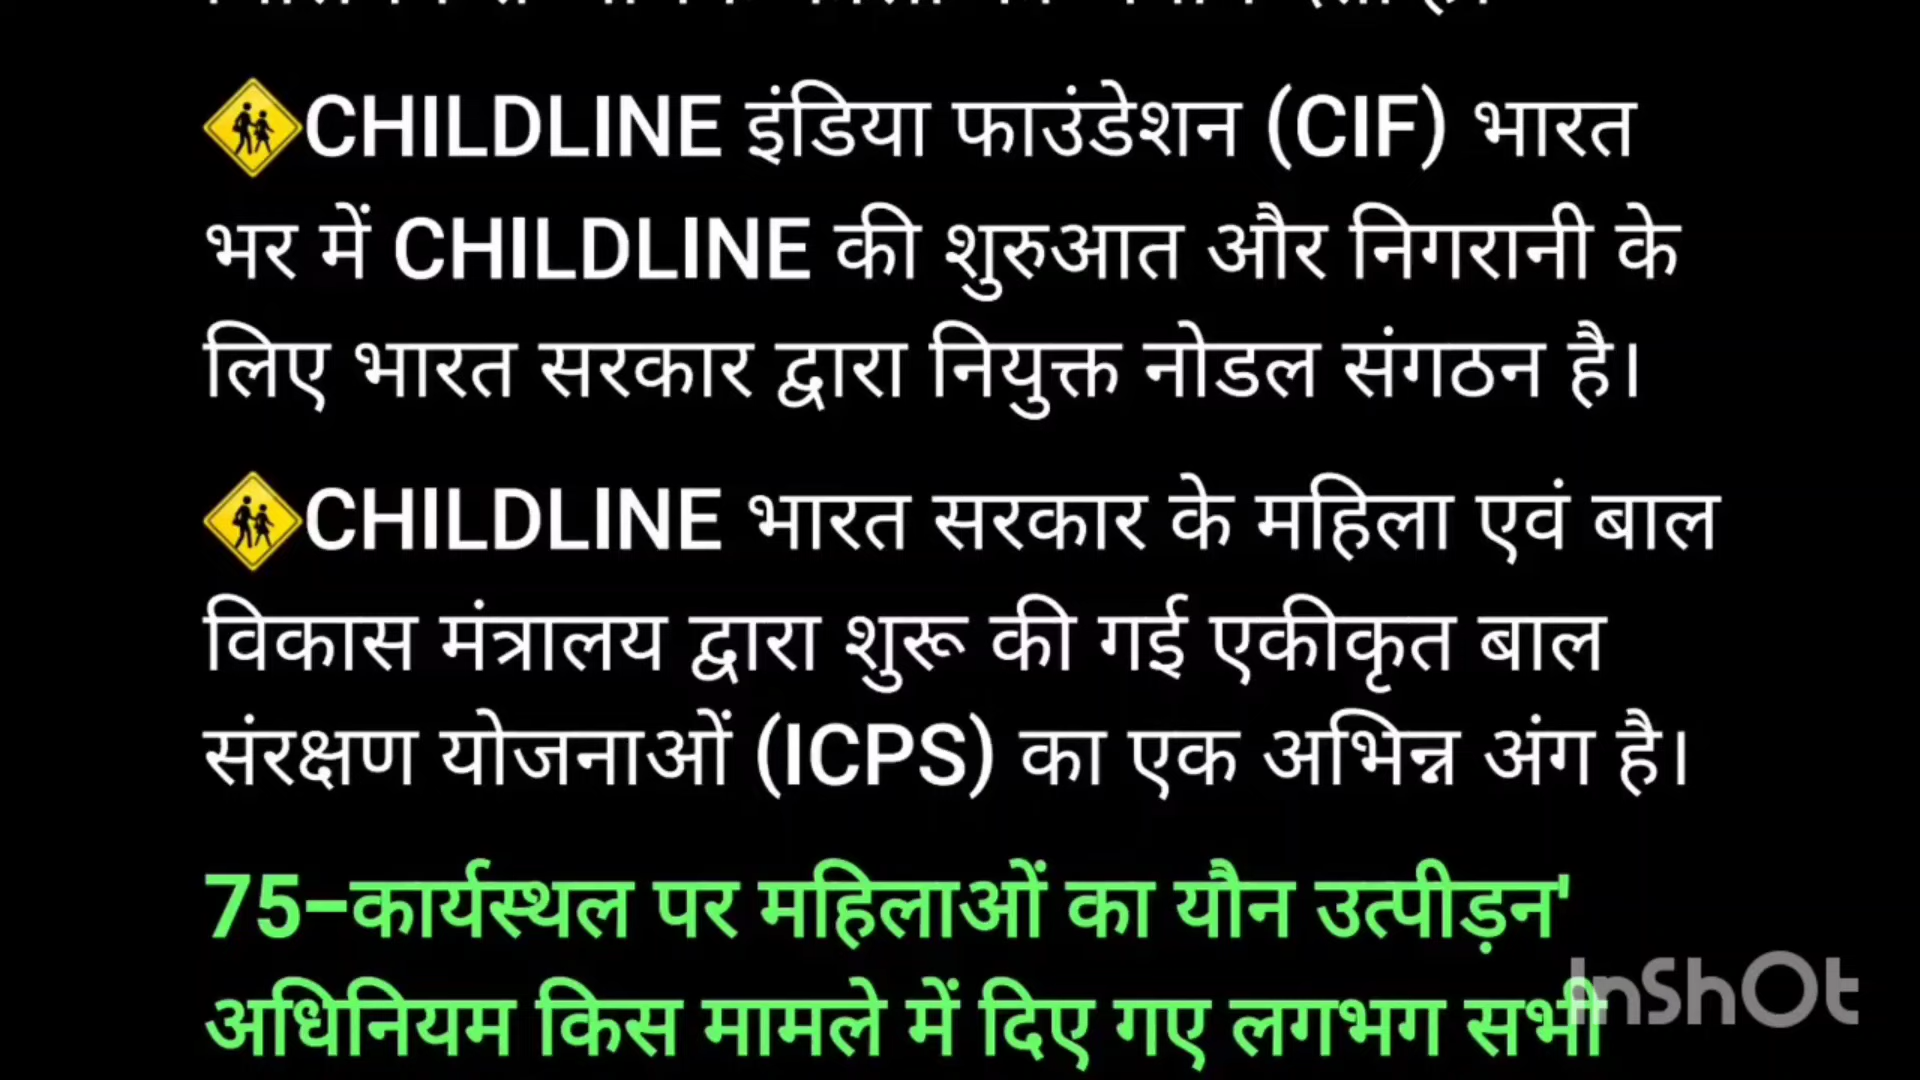 CHILDLINE इंडिया फाउंडेशन (CIF) भारत
भर में CHILDLINE की शुरुआत और निगरानी के
लिए भारत सरकार द्वारा नियुक्त नोडल संगठन है।
CHILDLINE भारत सरकार के महिला एवं बाल
विकास मंत्रालय द्वारा शुरू की गई एकीकृत बाल
संरक्षण योजनाओं (ICPS) का एक अभिन्न अंग है।
75–कार्यस्थल पर महिलाओं का यौन उत्पीड़न'
अधिनियम किस मामले में दिए गए लगभग सभी
InShOt